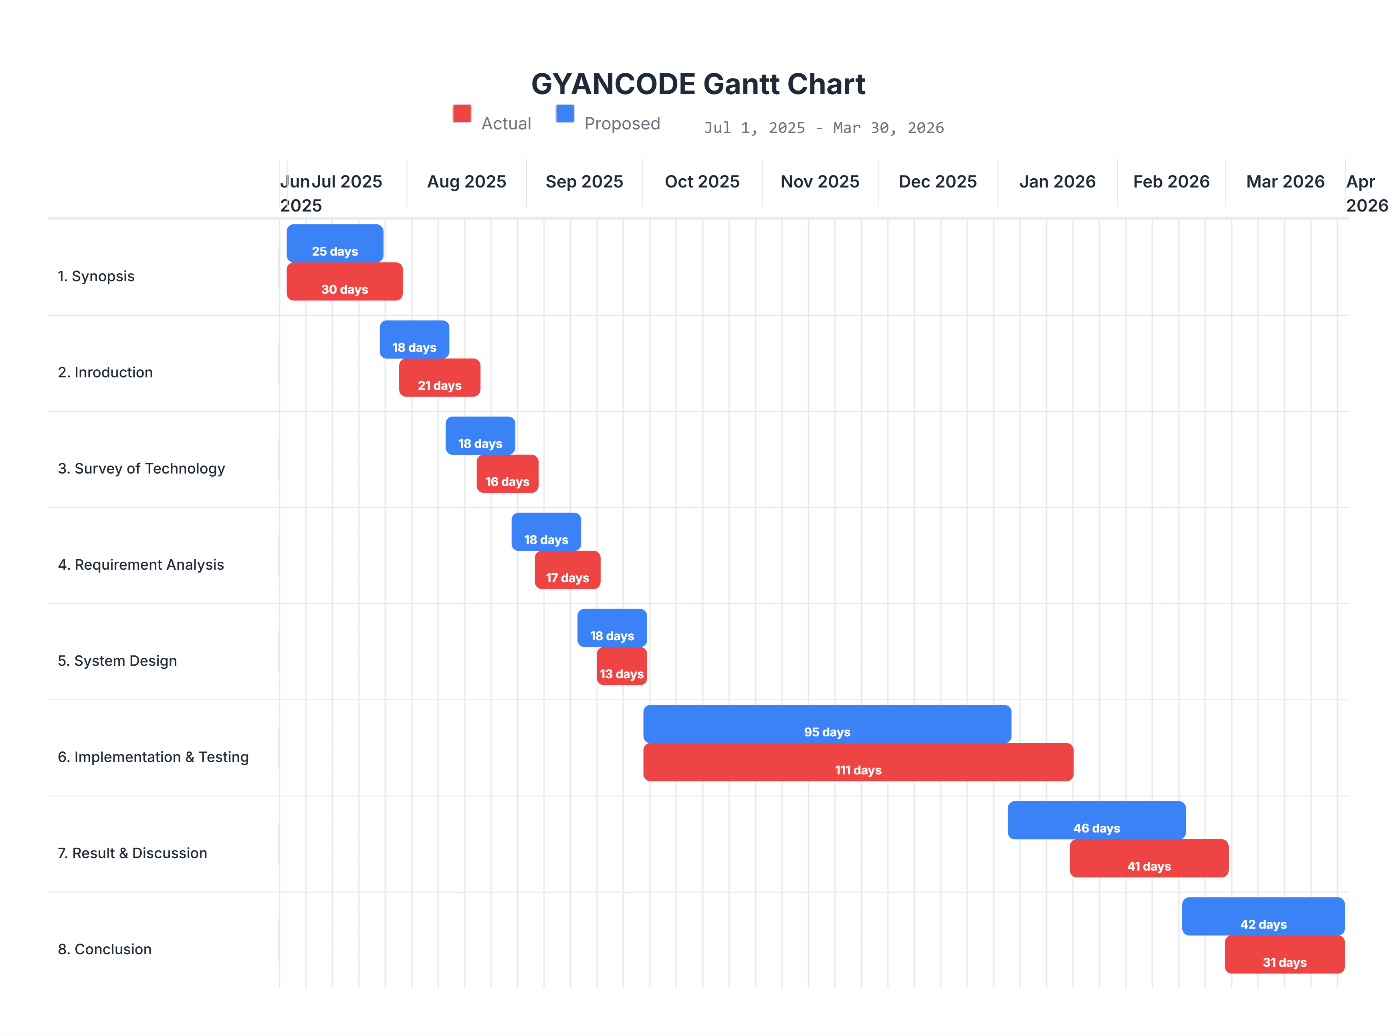 GYANCODE Gantt Chart
Actual Proposed Jul 1, 2025 - Mar 30, 2026
Jun 2025 Jul 2025 Aug 2025 Sep 2025 Oct 2025 Nov 2025 Dec 2025 Jan 2026 Feb 2026 Mar 2026 Apr 2026
25 days
1. Synopsis
30 days
18 days
2. Inroduction
21 days
18 days
3. Survey of Technology
16 days
18 days
4. Requirement Analysis
17 days
18 days
5. System Design
13 days
95 days
6. Implementation & Testing
111 days
46 days
7. Result & Discussion
41 days
42 days
8. Conclusion
31 days